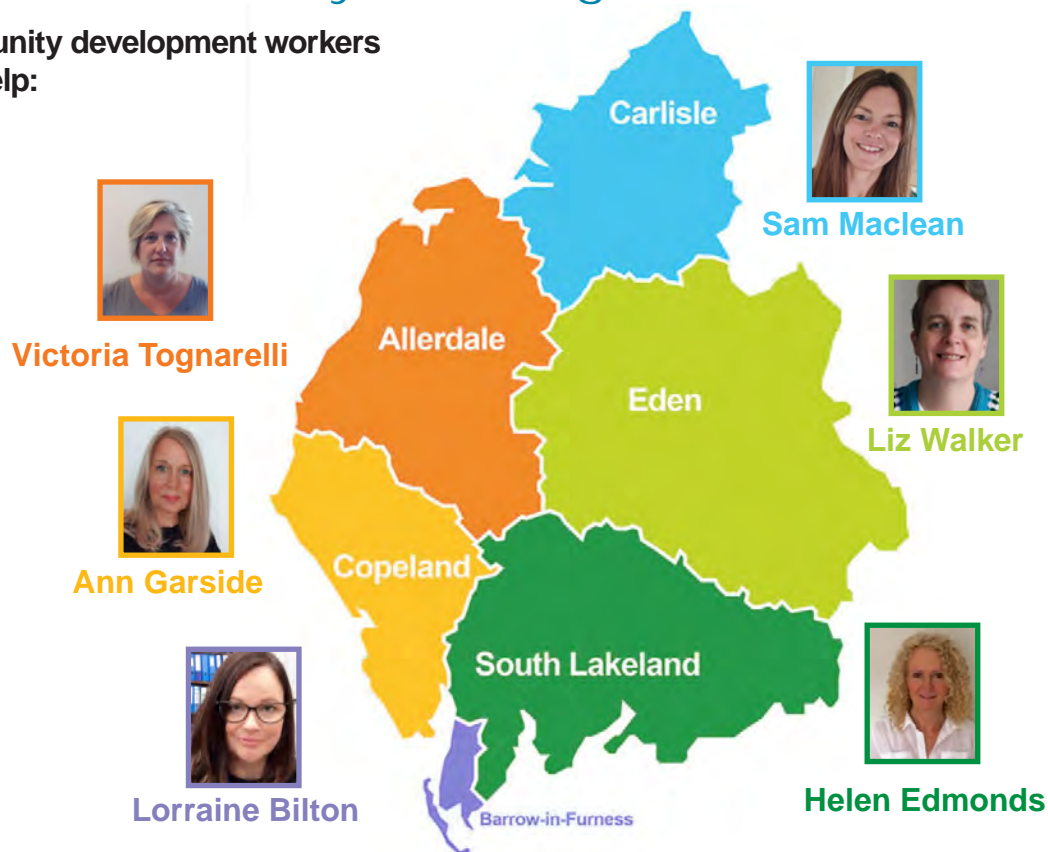 unity development workers
elp:
Carlisle
Sam Maclean
Allerdale
Victoria Tognarelli
Eden
Liz Walker
Copeland
Ann Garside
South Lakeland
Helen Edmonds
Lorraine Bilton
Barrow-in-Furness